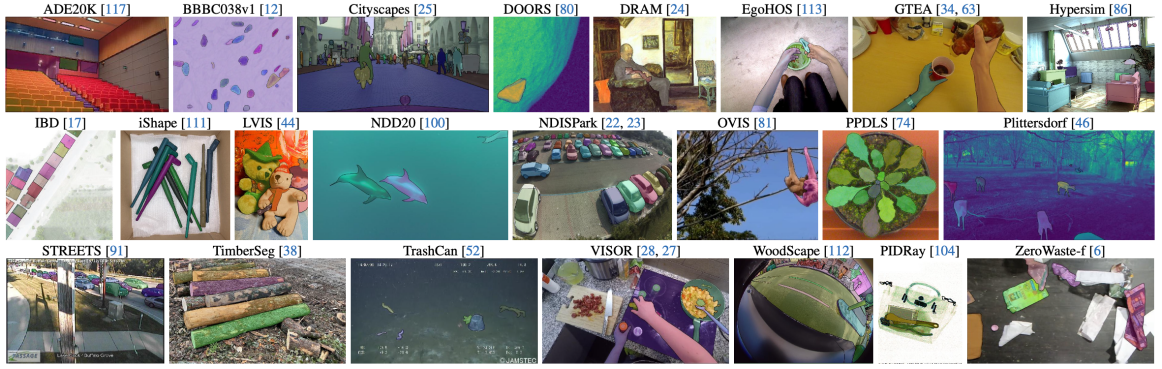 ADE20K [117]
BBBC038v1 [12]
Cityscapes [25]
DOORS [80]
DRAM [24]
EgoHOS [113]
GTEA [34, 63]
Hypersim [86]
IBD [17]
iShape [111]
LVIS [44]
NDD20 [100]
NDISPark [22, 23]
OVIS [81]
PPDLS [74]
Plittersdorf [46]
STREETS [91]
TimberSeg [38]
TrashCan [52]
VISOR [28, 27]
WoodScape [112]
PIDRay [104]
ZeroWaste-f [6]
© JAMSTEC